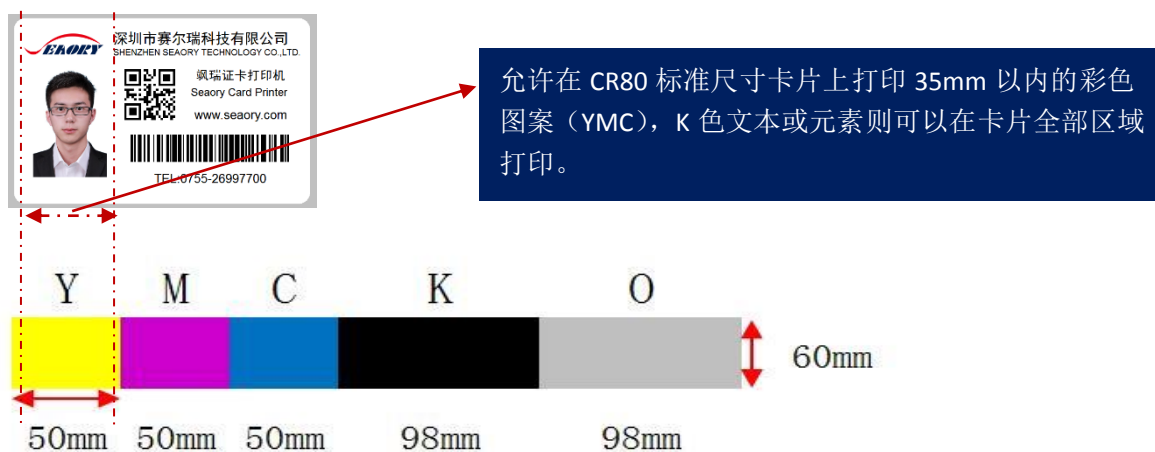 SEKORY
深圳市赛尔瑞科技有限公司
SHENZHEN SEAORY TECHNOLOGY CO.,LTD.
飒瑞证卡打印机
Seaory Card Printer
www.seaory.com
TEL:0755-26997700
允许在 CR80 标准尺寸卡片上打印 35mm 以内的彩色
图案（YMC），K 色文本或元素则可以在卡片全部区域
打印。
Y M C K O
60mm
50mm 50mm 50mm 98mm 98mm